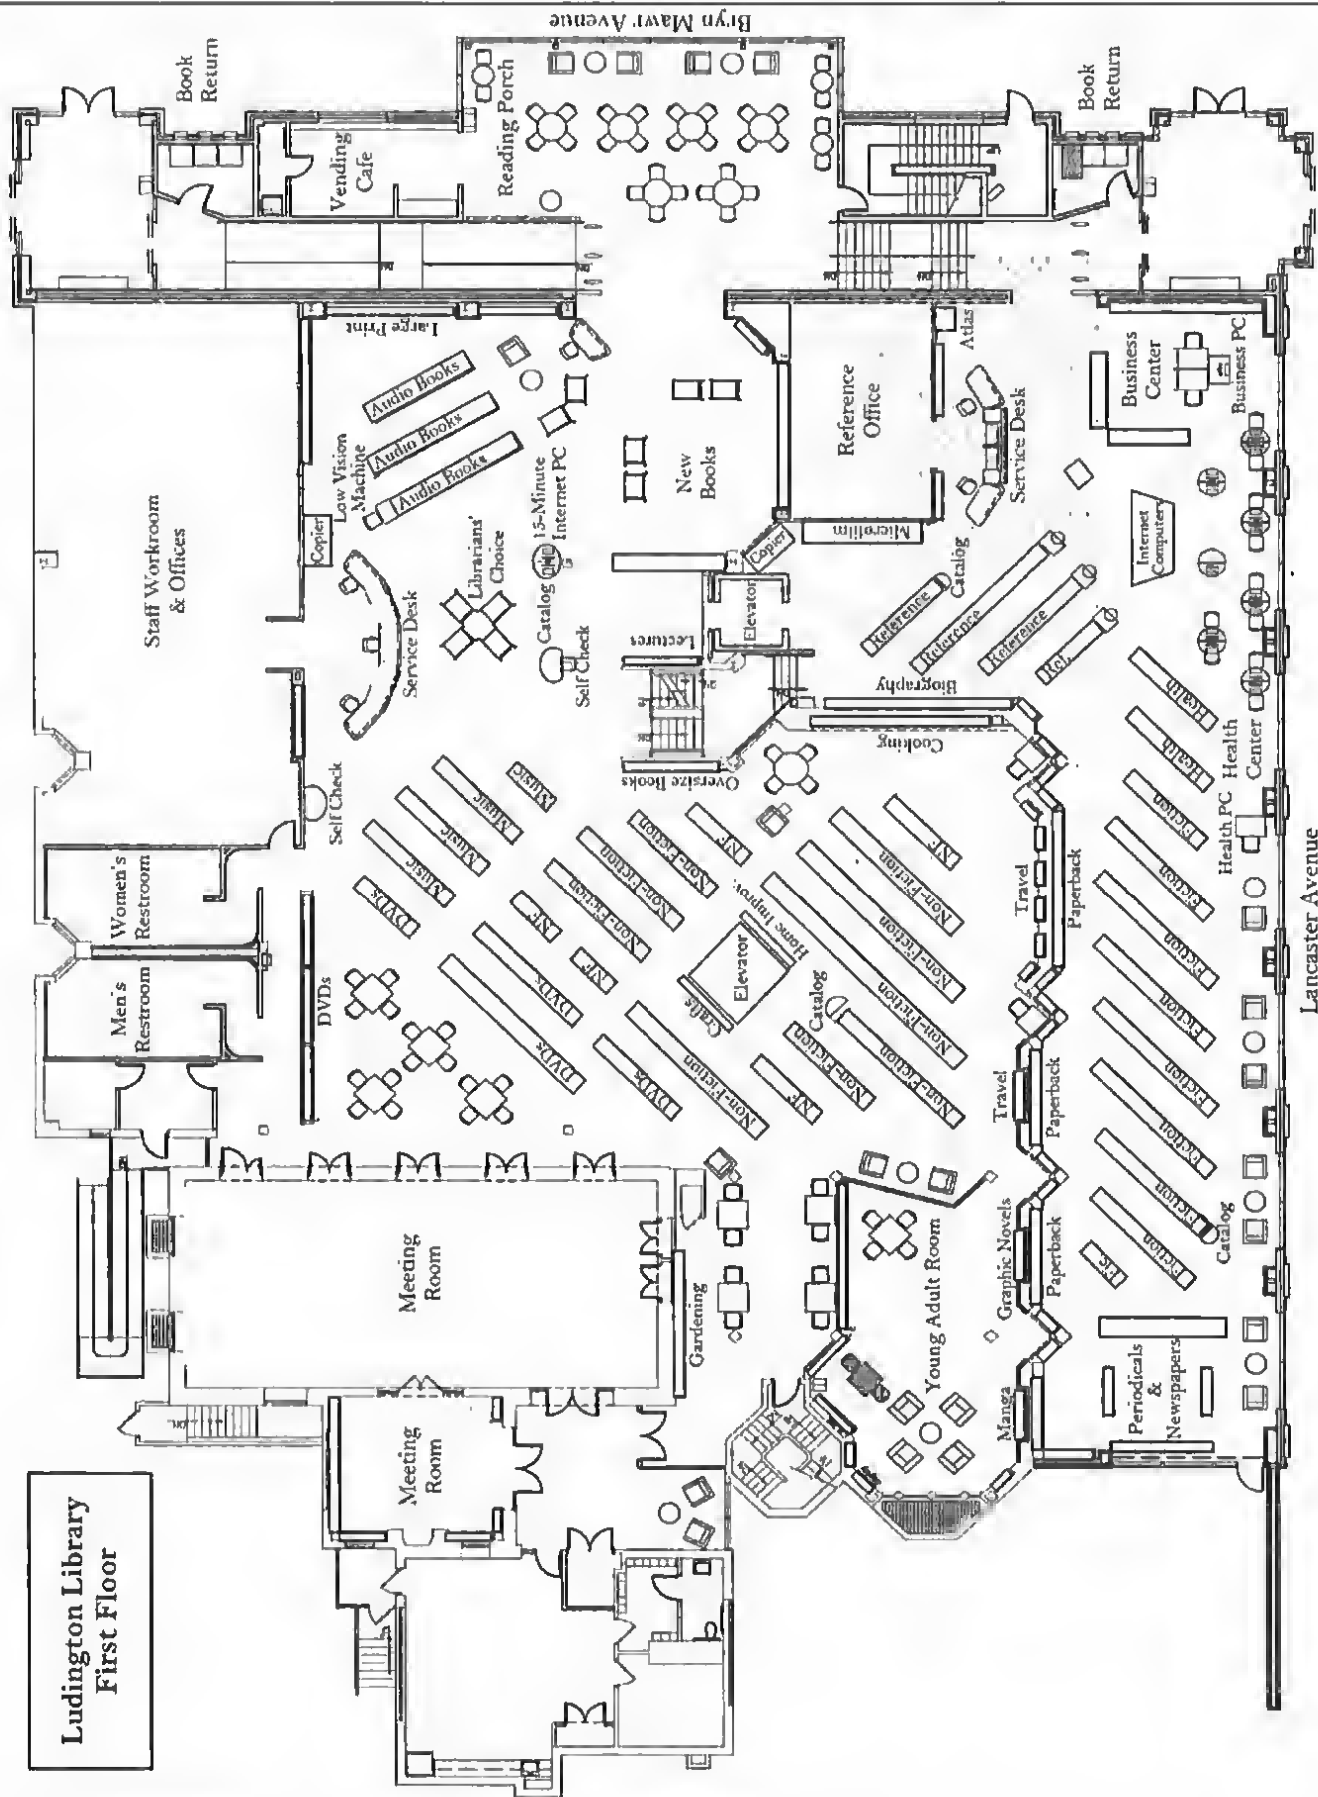 Ludington Library
First Floor
Bryn Mawr Avenue
Book
Return
Vending
Cafe
Reading Porch
Book
Return
Staff Workroom
& Offices
Large Print
Audio Books
Audio Books
Audio Books
Low Vision
Machine
Copier
15-Minute
Internet PC
Librarians'
Choice
Catalog
Self Check
Service Desk
New
Books
Reference
Office
Atlas
Service Desk
Business
Center
Business PC
Microfilm
Copier
Elevator
Lectures
Catalog
Reference
Reference
Reference
Ref.
Internet
Computers
Biography
Cooking
Oversize Books
Self Check
Women's
Restroom
Men's
Restroom
Music
Music
Music
Music
DVDs
DVDs
DVDs
DVDs
DVDs
NF
NF
Non-Fiction
Non-Fiction
Non-Fiction
NF
Non-Fiction
Crafts
Elevator
Home Improv.
Catalog
NF
Non-Fiction
Non-Fiction
Non-Fiction
Non-Fiction
Non-Fiction
NF
Travel
Paperback
Travel
Paperback
Graphic Novels
Paperback
Manga
Health
Health
Health
Center
Health PC
Fiction
Fiction
Fiction
Fiction
Fiction
Fiction
Fiction
Fiction
Fic.
Catalog
Periodicals
&
Newspapers
Young Adult Room
Gardening
Meeting
Room
Meeting
Room
Lancaster Avenue